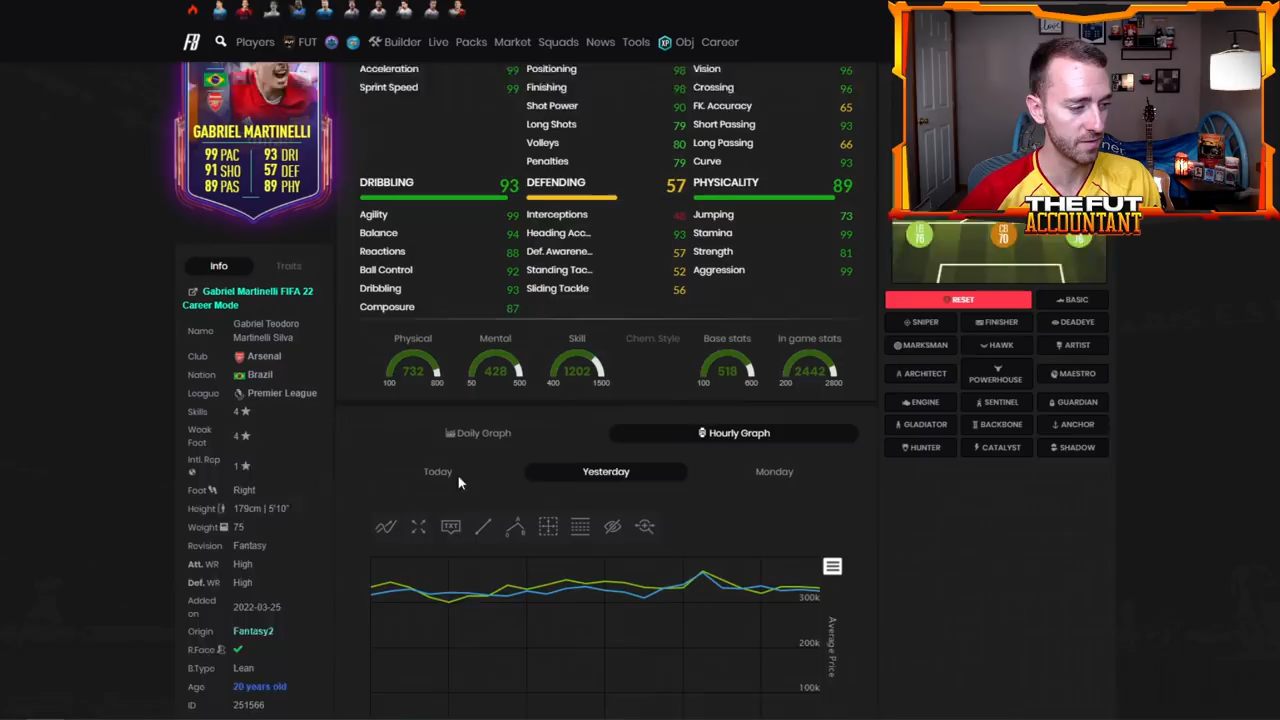 FB Players FUT Builder Live Packs Market Squads News Tools XP Obj Career
GABRIEL MARTINELLI
99 PAC 93 DRI
91 SHO 57 DEF
89 PAS 89 PHY
Acceleration 99
Sprint Speed 99
Positioning 98
Finishing 98
Shot Power 90
Long Shots 79
Volleys 80
Penalties 79
Vision 96
Crossing 96
FK. Accuracy 65
Short Passing 93
Long Passing 66
Curve 93
DRIBBLING 93
Agility 99
Balance 94
Reactions 88
Ball Control 92
Dribbling 93
Composure 87
DEFENDING 57
Interceptions 48
Heading Acc... 93
Def. Awarene... 57
Standing Tac... 52
Sliding Tackle 56
PHYSICALITY 89
Jumping 73
Stamina 99
Strength 81
Aggression 99
Physical Mental Skill Chem. Style Base stats In game stats
732 428 1202 518 2442
100 800 50 500 400 1500 100 600 200 2800
Daily Graph Hourly Graph
Today Yesterday Monday
TXT
300k
200k
100k
Average Price
Info Traits
Gabriel Martinelli FIFA 22
Career Mode
Name Gabriel Teodoro
Martinelli Silva
Club Arsenal
Nation Brazil
League Premier League
Skills 4
Weak
Foot 4
Intl. Rep 1
Foot Right
Height 179cm | 5'10"
Weight 75
Revision Fantasy
Att. WR High
Def. WR High
Added
on 2022-03-25
Origin Fantasy2
R.Face
B.Type Lean
Age 20 years old
ID 251566
THE FUT
ACCOUNTANT
LB
76
CB
70
76
RESET BASIC
SNIPER FINISHER DEADEYE
MARKSMAN HAWK ARTIST
ARCHITECT POWERHOUSE MAESTRO
ENGINE SENTINEL GUARDIAN
GLADIATOR BACKBONE ANCHOR
HUNTER CATALYST SHADOW